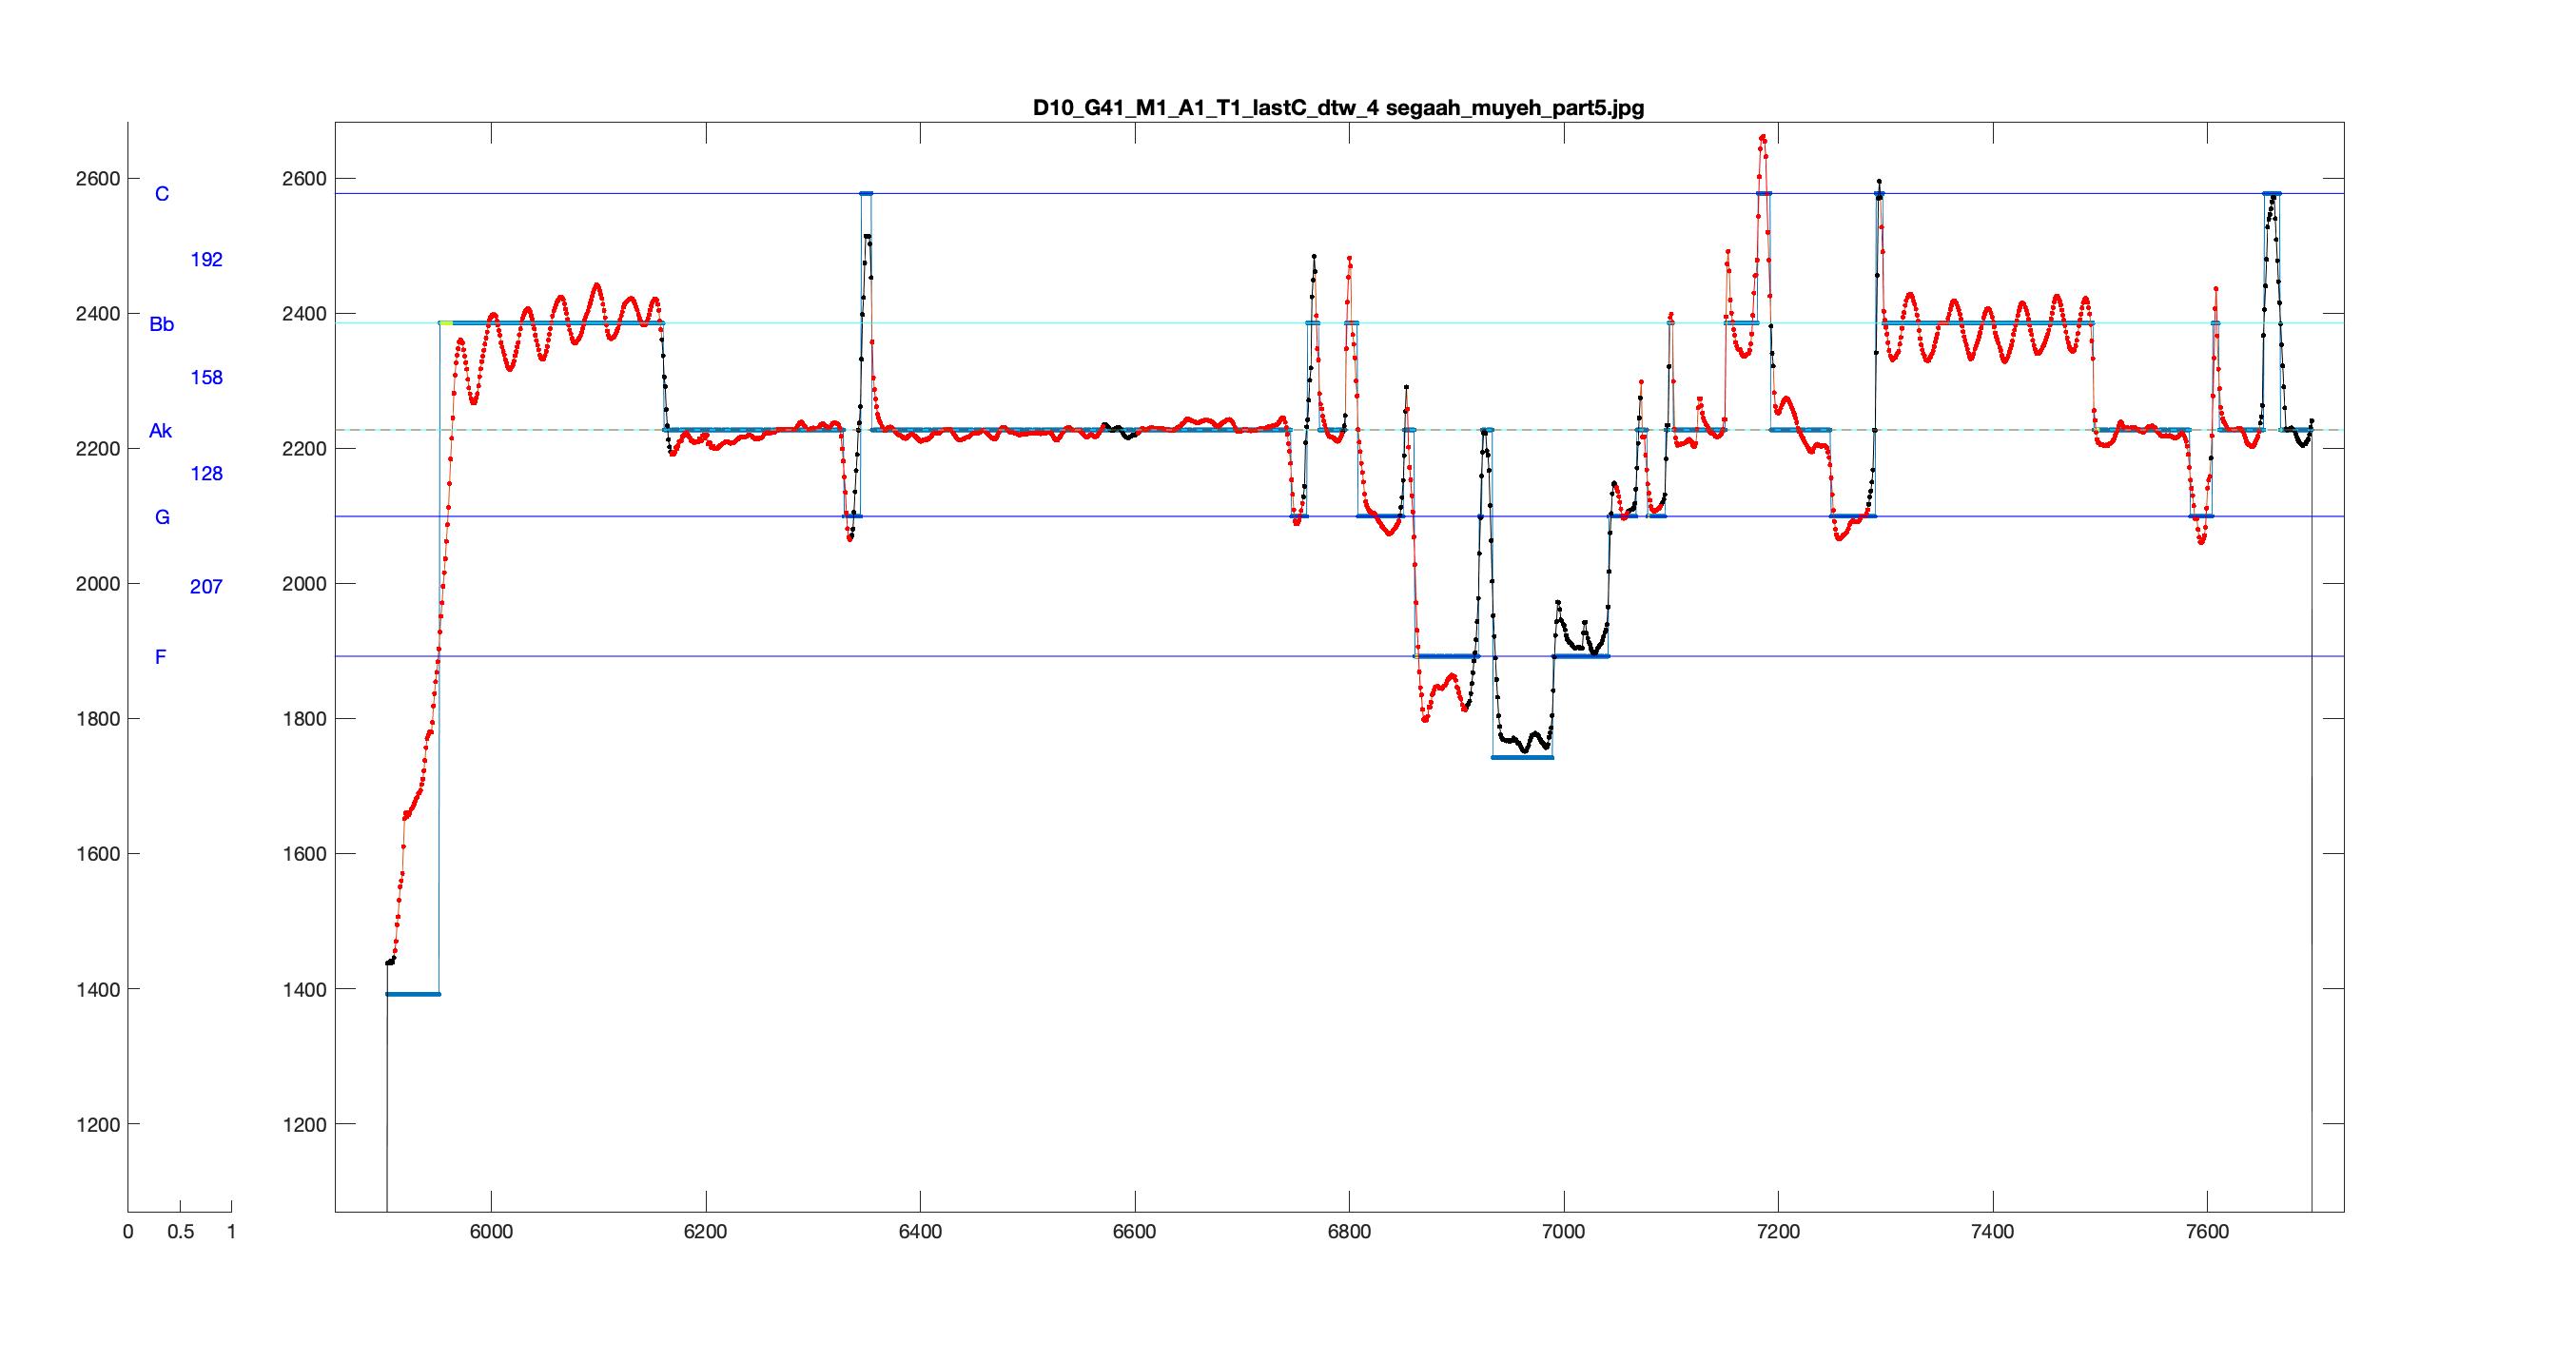 D10_G41_M1_A1_T1_lastC_dtw_4 segaah_muyeh_part5.jpg
2600 2600
C
192
2400 2400
Bb
158
Ak
2200 2200
128
G
2000 2000
207
F
1800 1800
1600 1600
1400 1400
1200 1200
0 0.5 1 6000 6200 6400 6600 6800 7000 7200 7400 7600